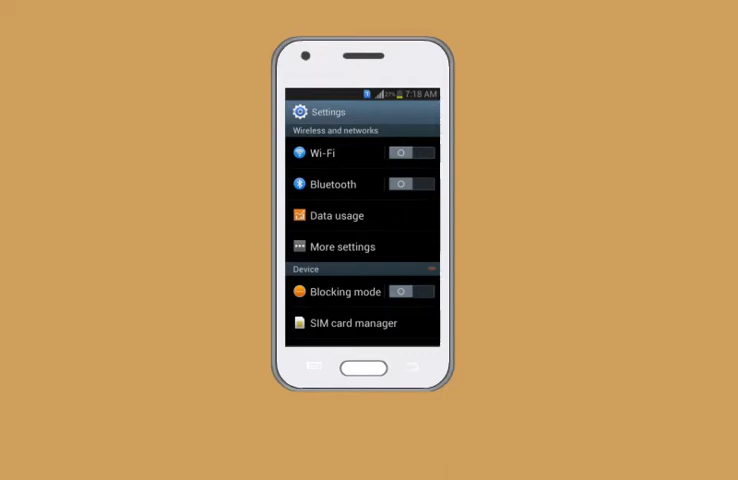 27% 7:18 AM
Settings
Wireless and networks
Wi-Fi
Bluetooth
Data usage
More settings
Device
Blocking mode
SIM card manager